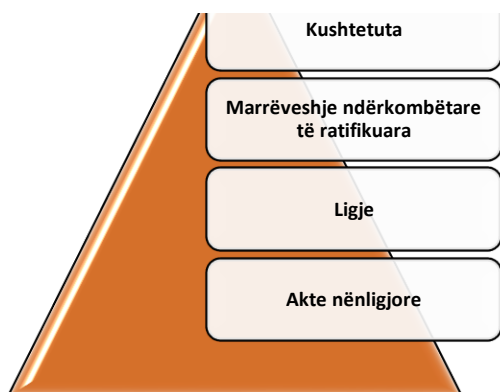 Kushtetuta
Marrëveshje ndërkombëtare
të ratifikuara
Ligje
Akte nënligjore